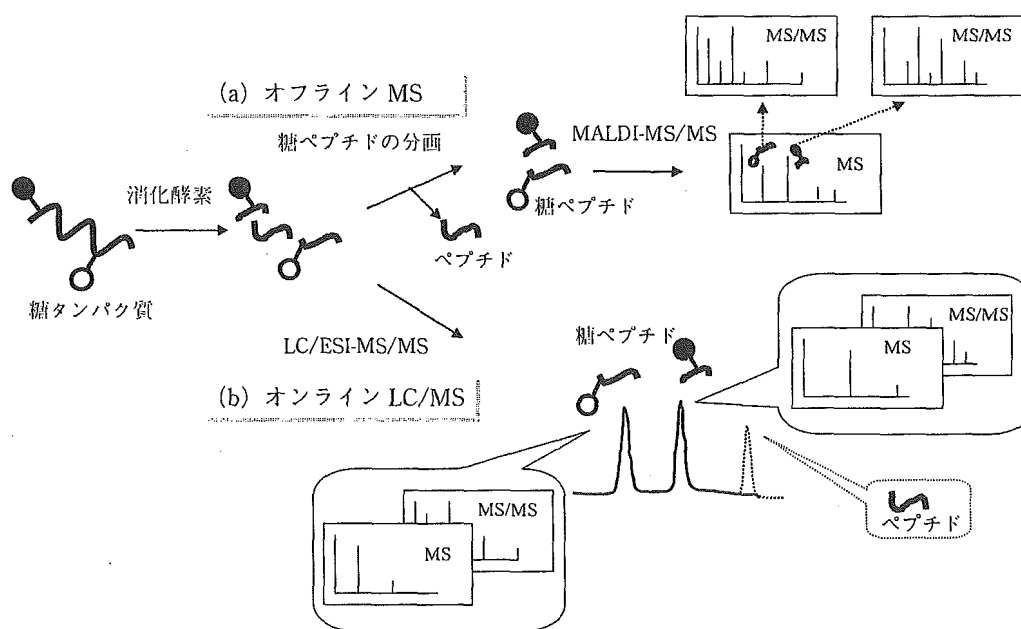 MS/MS
MS/MS
(a) オフライン MS
糖ペプチドの分画
MALDI-MS/MS
MS
消化酵素
糖ペプチド
ペプチド
糖タンパク質
LC/ESI-MS/MS
(b) オンライン LC/MS
糖ペプチド
MS/MS
MS
MS/MS
MS
ペプチド